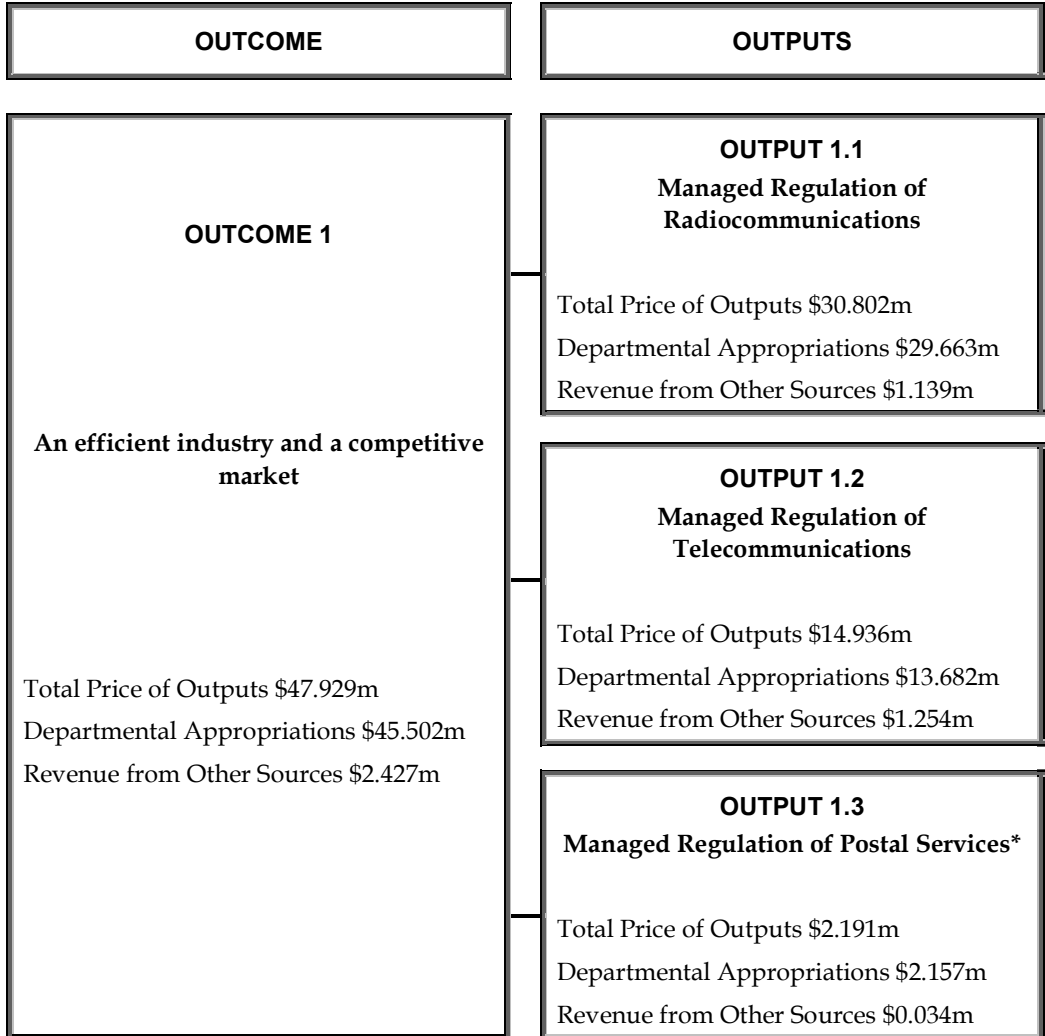 OUTCOME
OUTPUTS
OUTCOME 1
An efficient industry and a competitive
market
Total Price of Outputs $47.929m
Departmental Appropriations $45.502m
Revenue from Other Sources $2.427m
OUTPUT 1.1
Managed Regulation of
Radiocommunications
Total Price of Outputs $30.802m
Departmental Appropriations $29.663m
Revenue from Other Sources $1.139m
OUTPUT 1.2
Managed Regulation of
Telecommunications
Total Price of Outputs $14.936m
Departmental Appropriations $13.682m
Revenue from Other Sources $1.254m
OUTPUT 1.3
Managed Regulation of Postal Services*
Total Price of Outputs $2.191m
Departmental Appropriations $2.157m
Revenue from Other Sources $0.034m